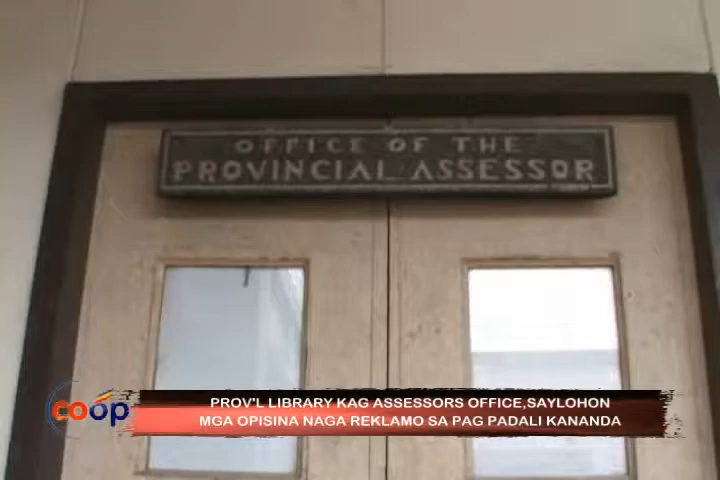 OFFICE OF THE
PROVINCIAL ASSESSOR
coop
PROV'L LIBRARY KAG ASSESSORS OFFICE,SAYLOHON
MGA OPISINA NAGA REKLAMO SA PAG PADALI KANANDA